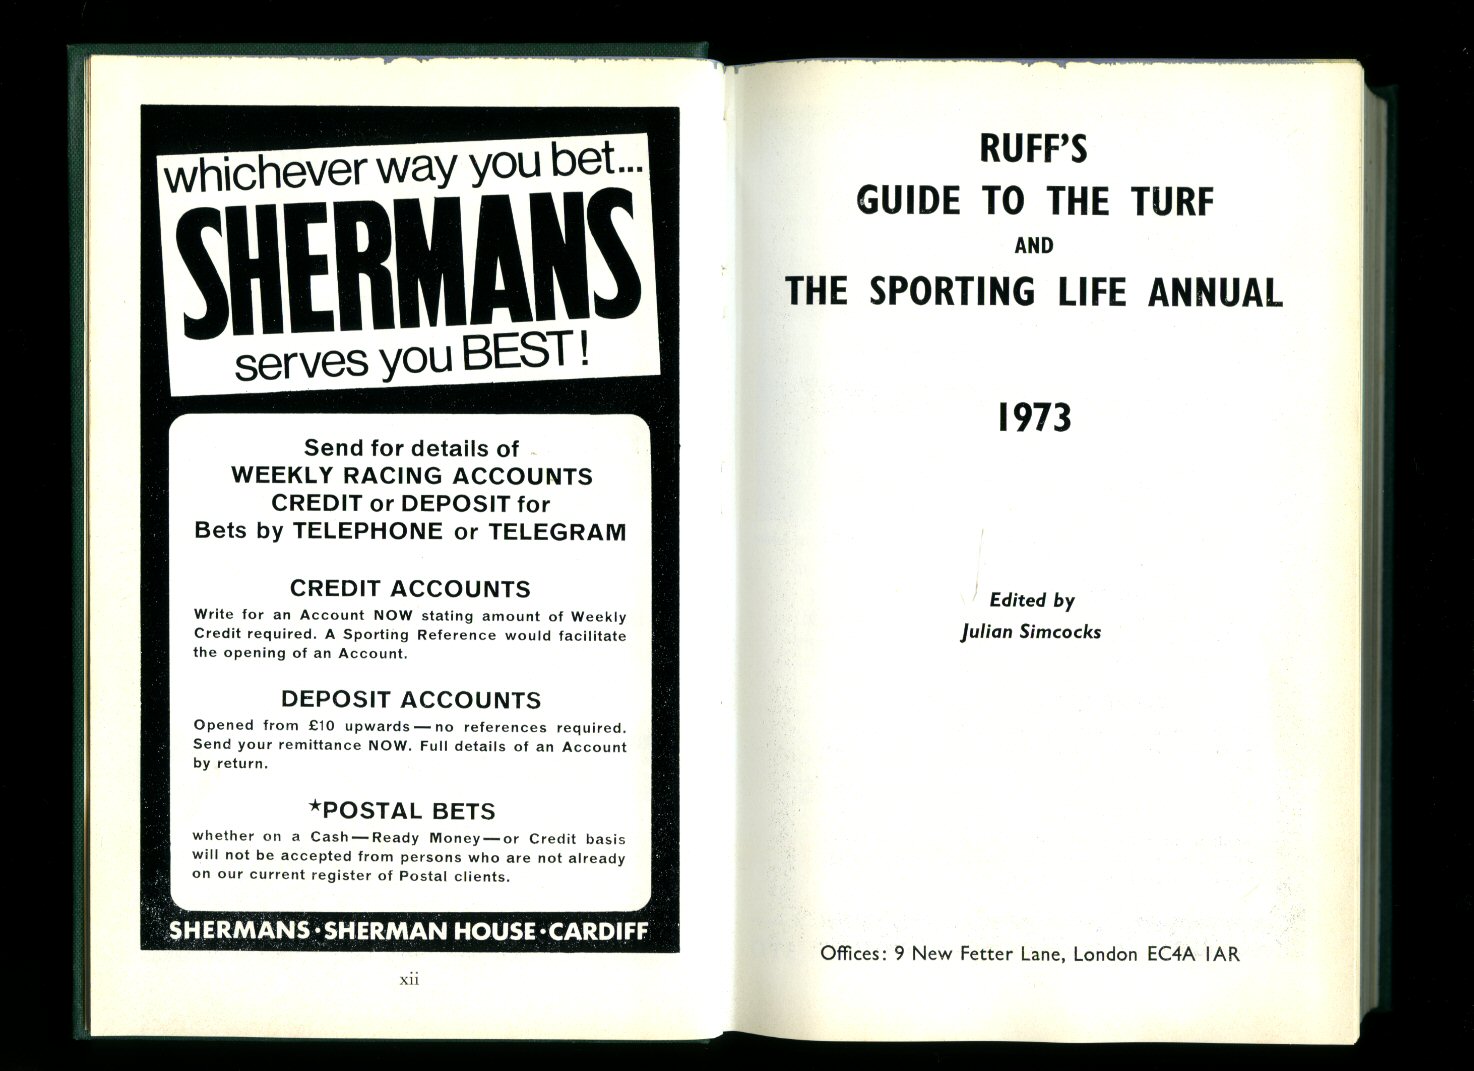 whichever way you bet...
SHERMANS
serves you BEST!
Send for details of
WEEKLY RACING ACCOUNTS
CREDIT or DEPOSIT for
Bets by TELEPHONE or TELEGRAM
CREDIT ACCOUNTS
Write for an Account NOW stating amount of Weekly
Credit required. A Sporting Reference would facilitate
the opening of an Account.
DEPOSIT ACCOUNTS
Opened from £10 upwards—no references required.
Send your remittance NOW. Full details of an Account
by return.
★POSTAL BETS
whether on a Cash—Ready Money—or Credit basis
will not be accepted from persons who are not already
on our current register of Postal clients.
SHERMANS·SHERMAN HOUSE·CARDIFF
xii
RUFF'S
GUIDE TO THE TURF
AND
THE SPORTING LIFE ANNUAL
1973
Edited by
Julian Simcocks
Offices: 9 New Fetter Lane, London EC4A 1AR